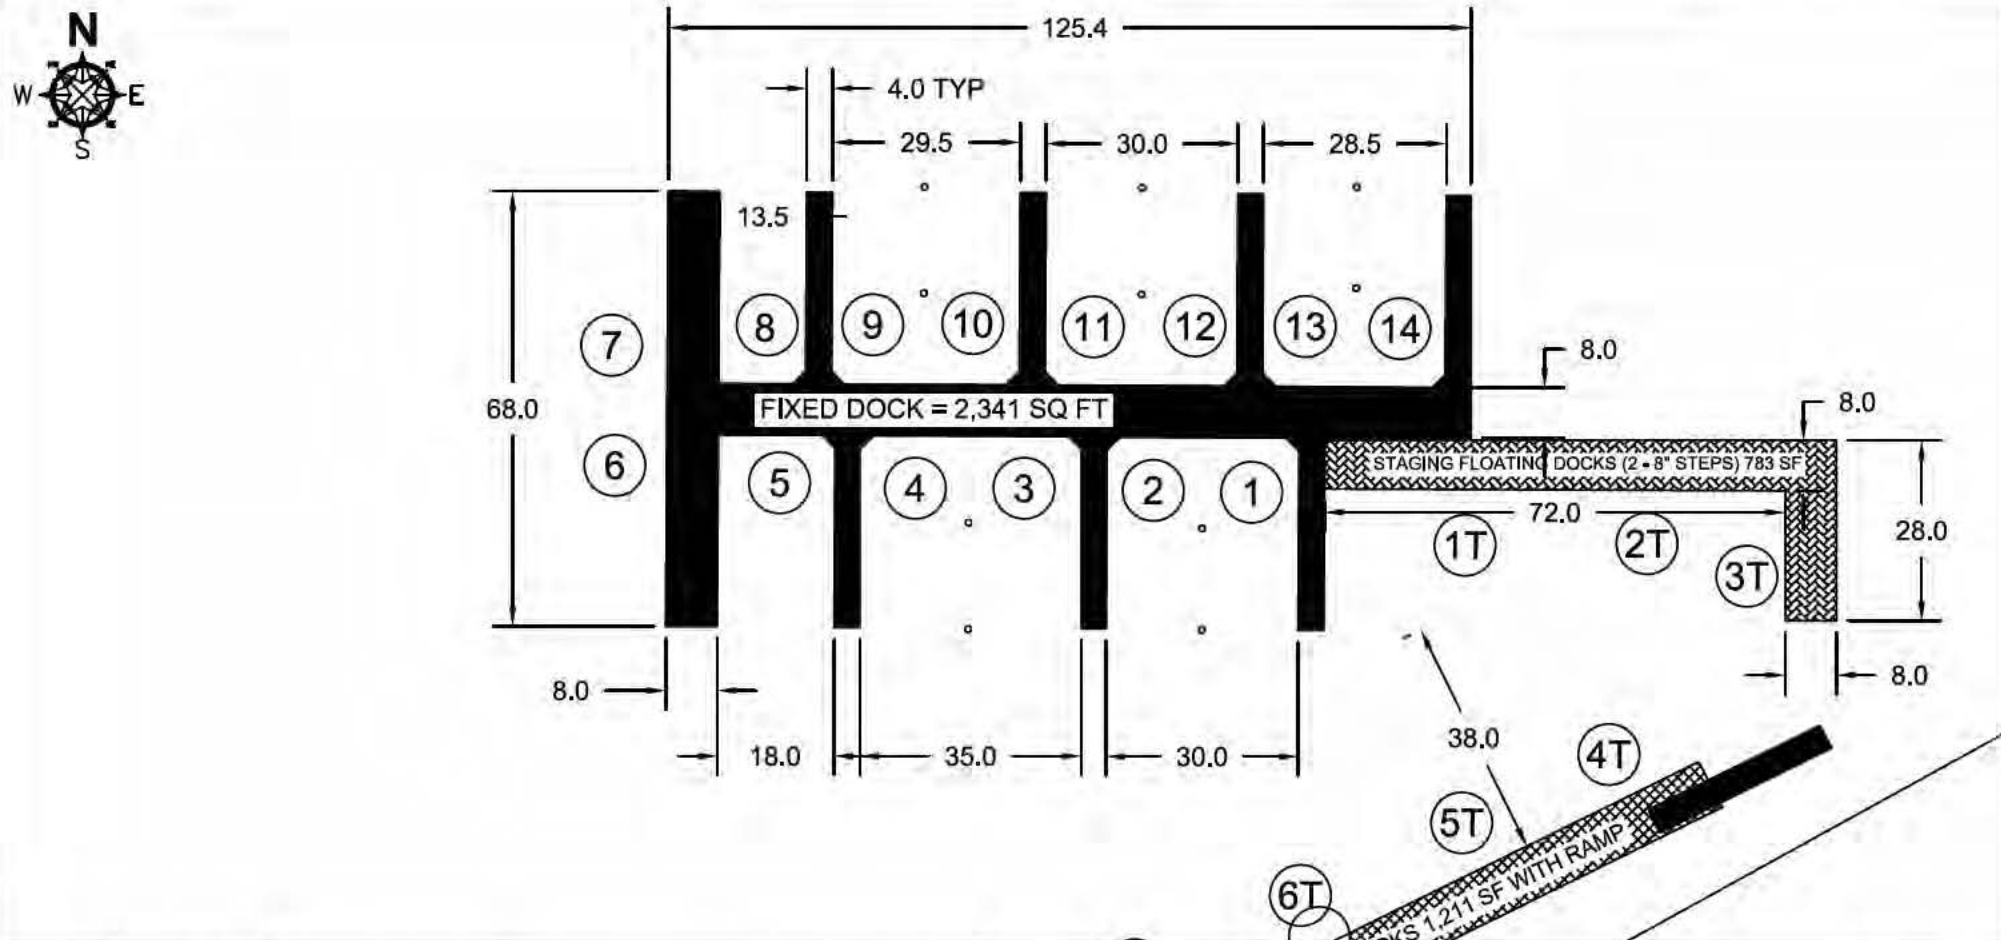 N
W E
S
125.4
4.0 TYP
29.5 30.0 28.5
13.5
7 8 9 10 11 12 13 14
8.0
68.0
FIXED DOCK = 2,341 SQ FT
8.0
6 5 4 3 2 1
STAGING FLOATING DOCKS (2 - 8" STEPS) 783 SF
72.0
28.0
1T 2T 3T
8.0
8.0
18.0 35.0 30.0
38.0
4T
5T
6T
1,211 SF WITH RAMP